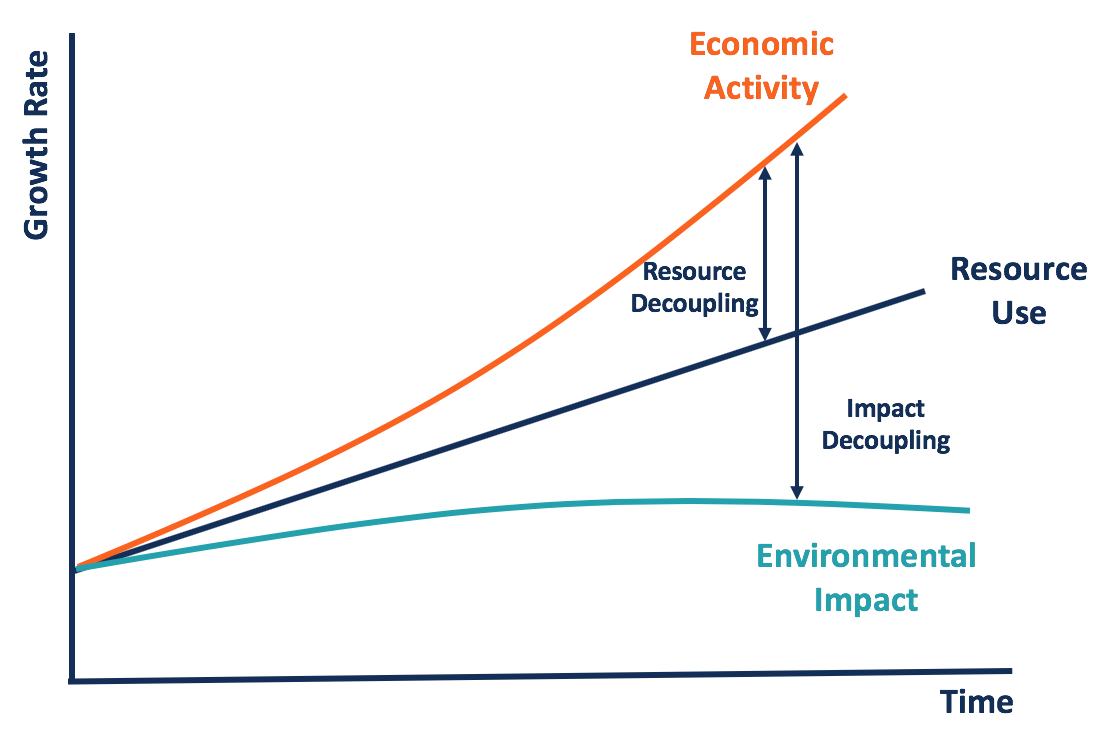 Growth Rate
Economic
Activity
Resource
Decoupling
Resource
Use
Impact
Decoupling
Environmental
Impact
Time